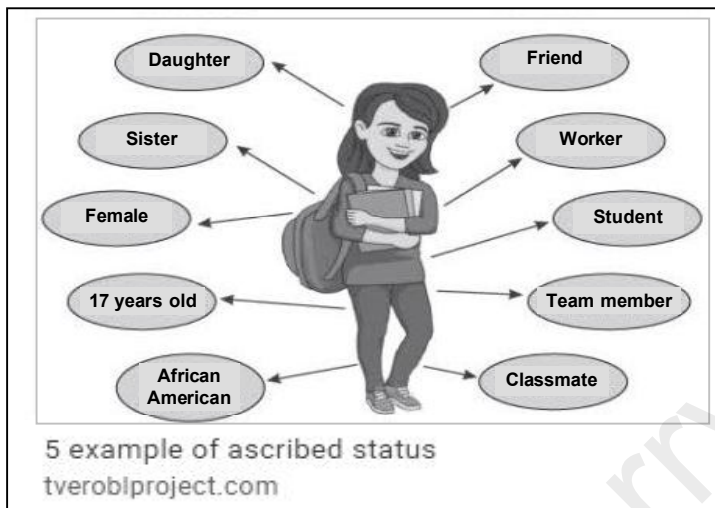 Daughter
Friend
Sister
Worker
Female
Student
17 years old
Team member
African
American
Classmate
5 example of ascribed status
tveroblproject.com